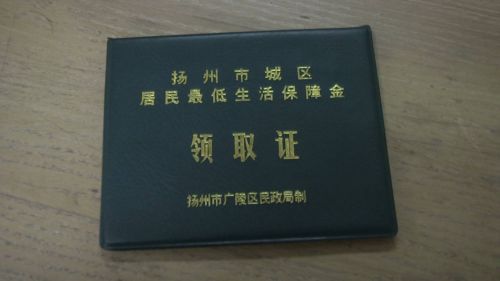 扬州市城区
居民最低生活保障金
领取证
扬州市广陵区民政局制